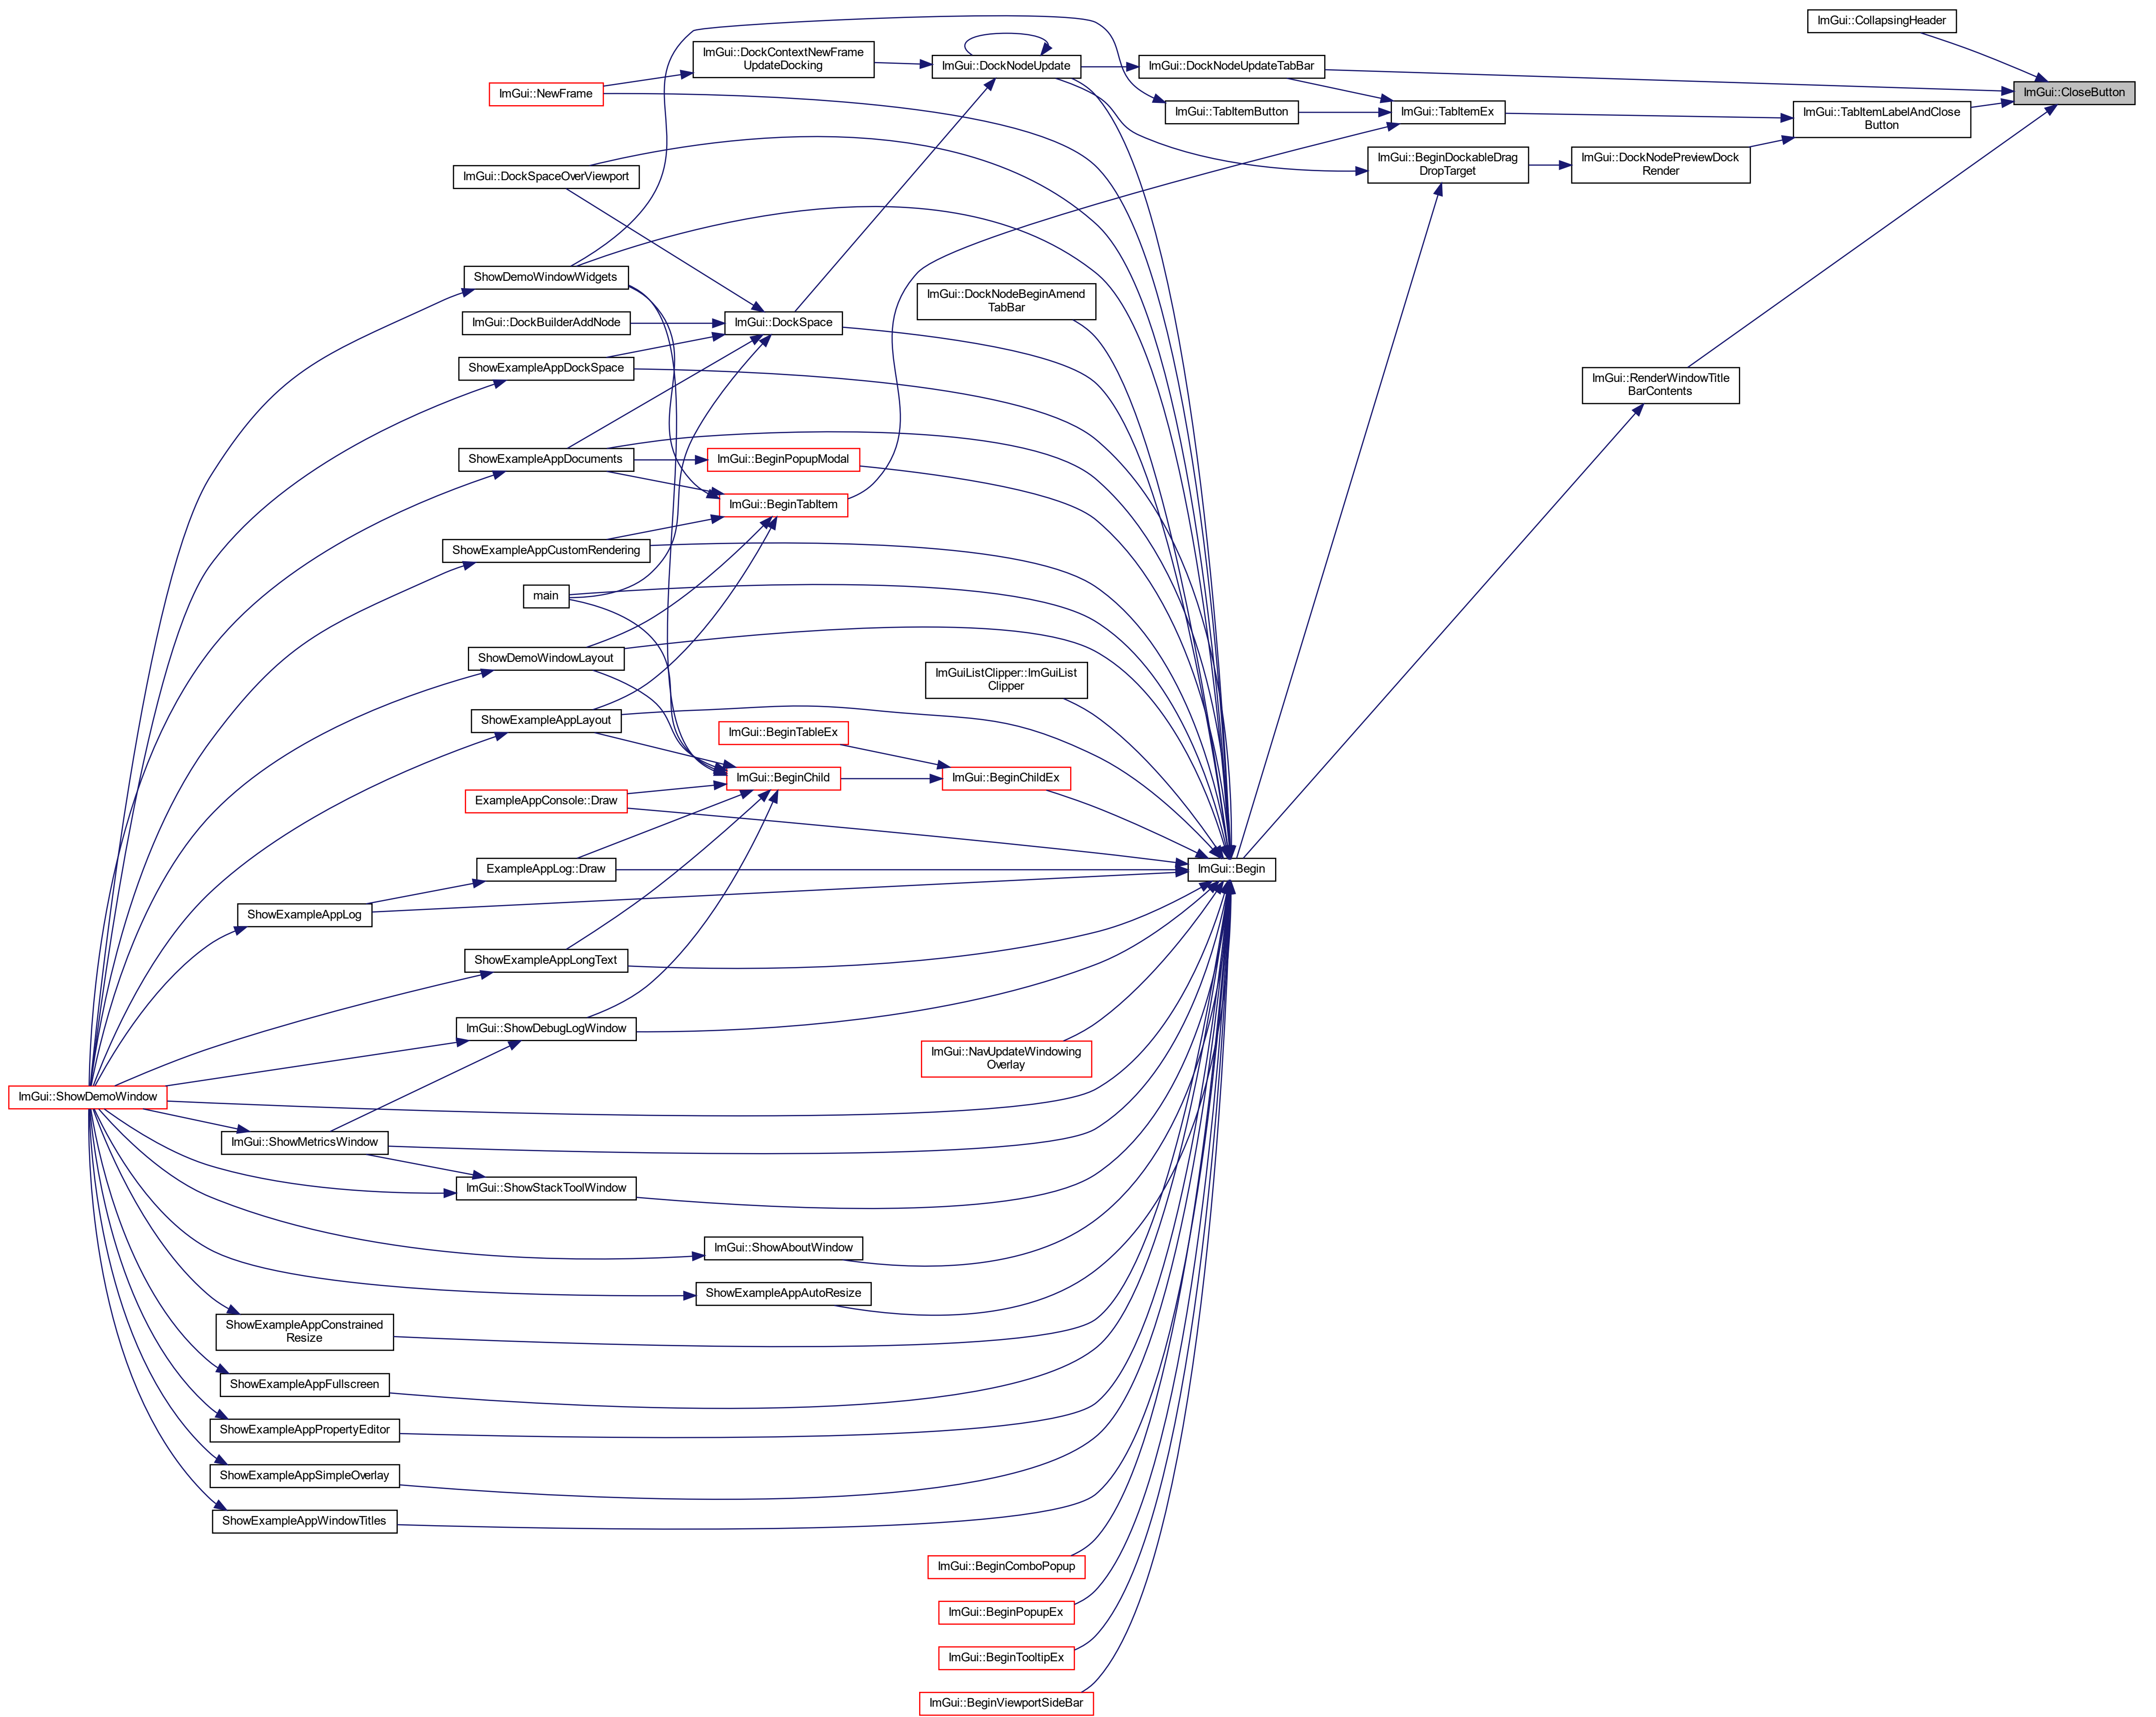 ImGui::CollapsingHeader
ImGui::DockContextNewFrame
UpdateDocking
ImGui::DockNodeUpdate
ImGui::DockNodeUpdateTabBar
ImGui::NewFrame
ImGui::CloseButton
ImGui::TabItemButton
ImGui::TabItemEx
ImGui::TabItemLabelAndClose
Button
ImGui::DockSpaceOverViewport
ImGui::BeginDockableDrag
DropTarget
ImGui::DockNodePreviewDock
Render
ShowDemoWindowWidgets
ImGui::DockNodeBeginAmend
TabBar
ImGui::DockBuilderAddNode
ImGui::DockSpace
ShowExampleAppDockSpace
ImGui::RenderWindowTitle
BarContents
ShowExampleAppDocuments
ImGui::BeginPopupModal
ImGui::BeginTabItem
ShowExampleAppCustomRendering
main
ShowDemoWindowLayout
ImGuiListClipper::ImGuiList
Clipper
ShowExampleAppLayout
ImGui::BeginTableEx
ImGui::BeginChild
ImGui::BeginChildEx
ExampleAppConsole::Draw
ExampleAppLog::Draw
ImGui::Begin
ShowExampleAppLog
ShowExampleAppLongText
ImGui::ShowDebugLogWindow
ImGui::NavUpdateWindowing
Overlay
ImGui::ShowDemoWindow
ImGui::ShowMetricsWindow
ImGui::ShowStackToolWindow
ImGui::ShowAboutWindow
ShowExampleAppAutoResize
ShowExampleAppConstrained
Resize
ShowExampleAppFullscreen
ShowExampleAppPropertyEditor
ShowExampleAppSimpleOverlay
ShowExampleAppWindowTitles
ImGui::BeginComboPopup
ImGui::BeginPopupEx
ImGui::BeginTooltipEx
ImGui::BeginViewportSideBar